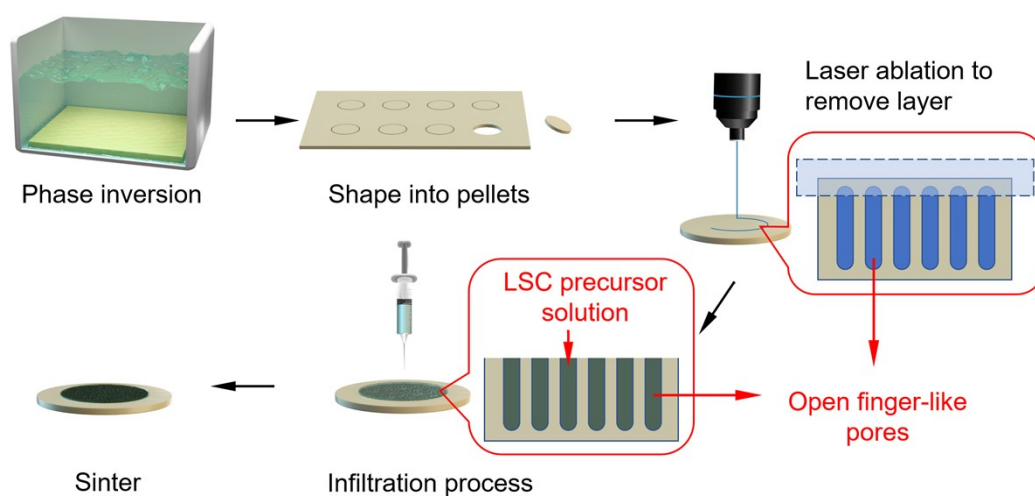 Phase inversion
Shape into pellets
Laser ablation to
remove layer
LSC precursor
solution
Open finger-like
pores
Infiltration process
Sinter